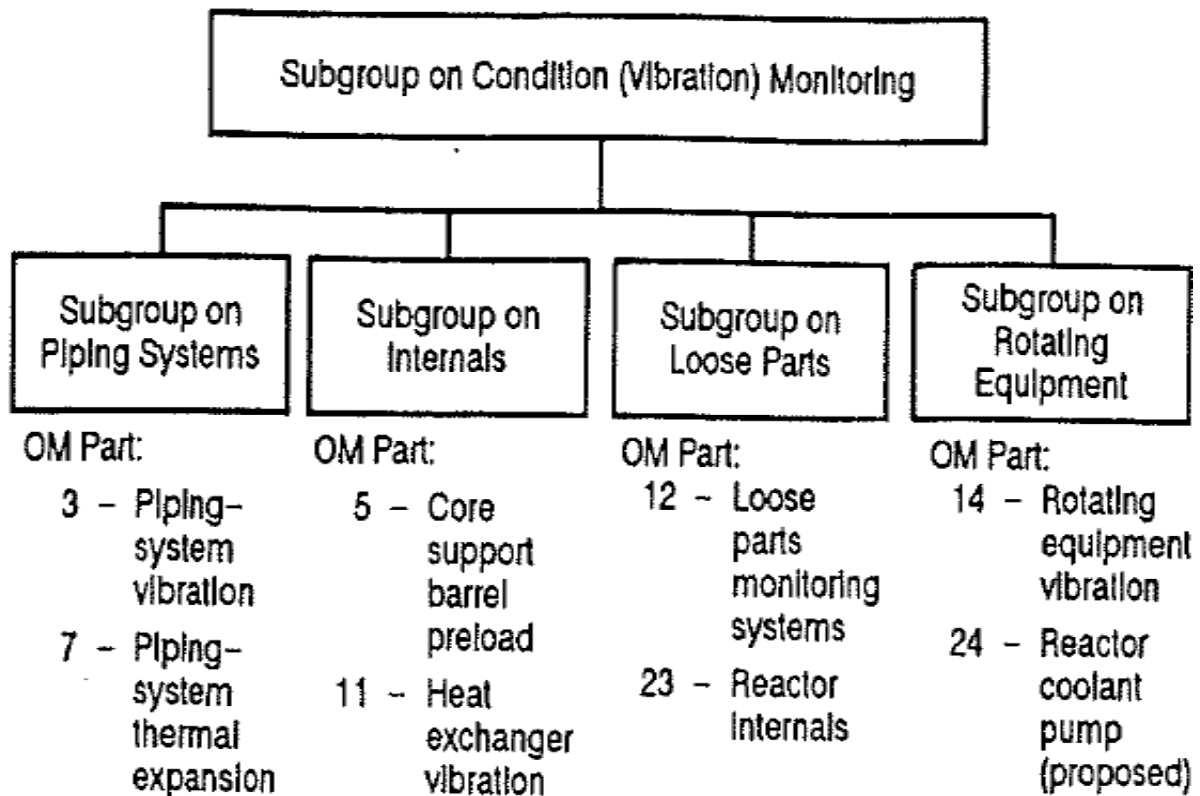 Subgroup on Condition (Vibration) Monitoring
Subgroup on
Piping Systems
Subgroup on
Internals
Subgroup on
Loose Parts
Subgroup on
Rotating
Equipment
OM Part:
3 – Piping–
system
vibration
7 – Piping–
system
thermal
expansion
OM Part:
5 – Core
support
barrel
preload
11 – Heat
exchanger
vibration
OM Part:
12 – Loose
parts
monitoring
systems
23 – Reactor
internals
OM Part:
14 – Rotating
equipment
vibration
24 – Reactor
coolant
pump
(proposed)